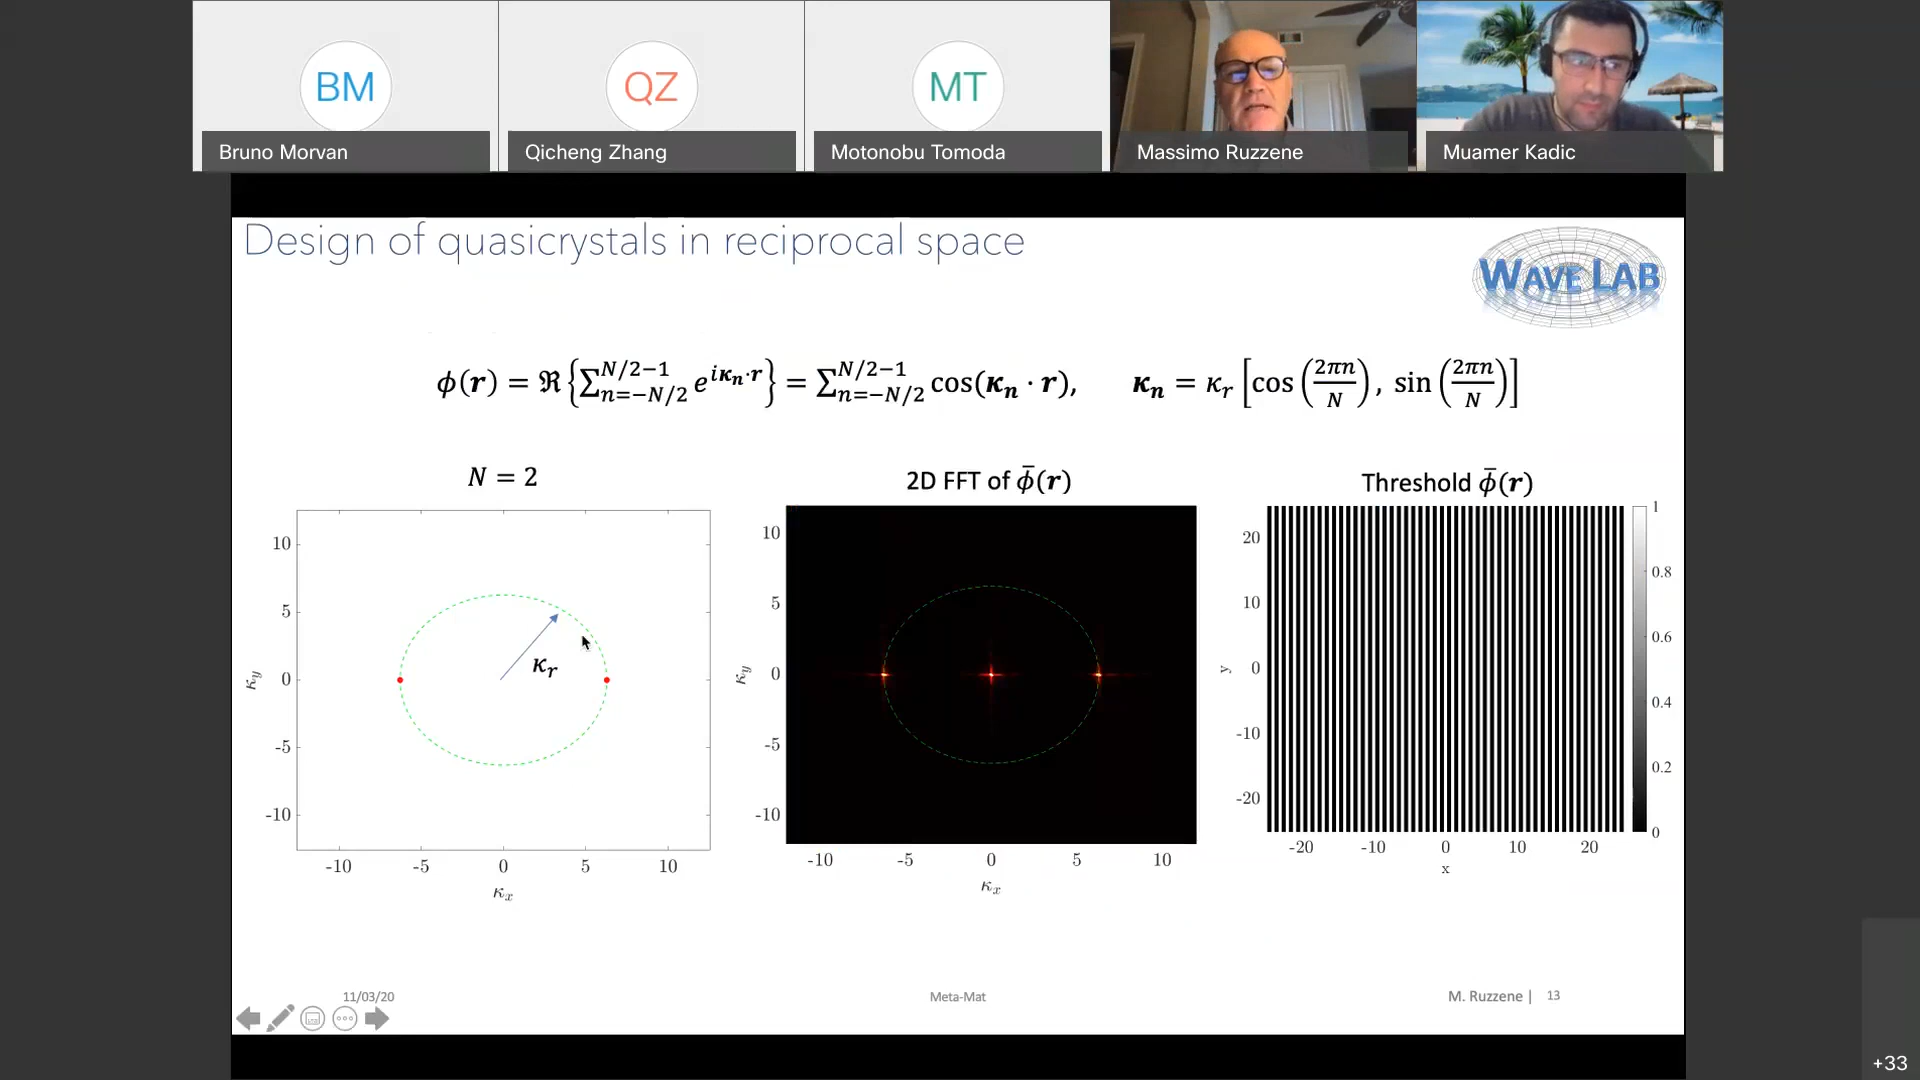 BM
QZ
MT
Bruno Morvan
Qicheng Zhang
Motonobu Tomoda
Massimo Ruzzene
Muamer Kadic
Design of quasicrystals in reciprocal space
WAVE LAB
ϕ(r) = ℜ{∑_{n=-N/2}^{N/2-1} e^{iκ_n·r}} = ∑_{n=-N/2}^{N/2-1} cos(κ_n · r),   κ_n = κ_r [cos(2πn/N), sin(2πn/N)]
N = 2
10
5
0
-5
-10
κ_y
κ_r
-10 -5 0 5 10
κ_x
2D FFT of ϕ̄(r)
10
5
0
-5
-10
κ_y
-10 -5 0 5 10
κ_x
Threshold ϕ̄(r)
20
10
0
-10
-20
y
-20 -10 0 10 20
x
1
0.8
0.6
0.4
0.2
0
11/03/20
Meta-Mat
M. Ruzzene | 13
+33